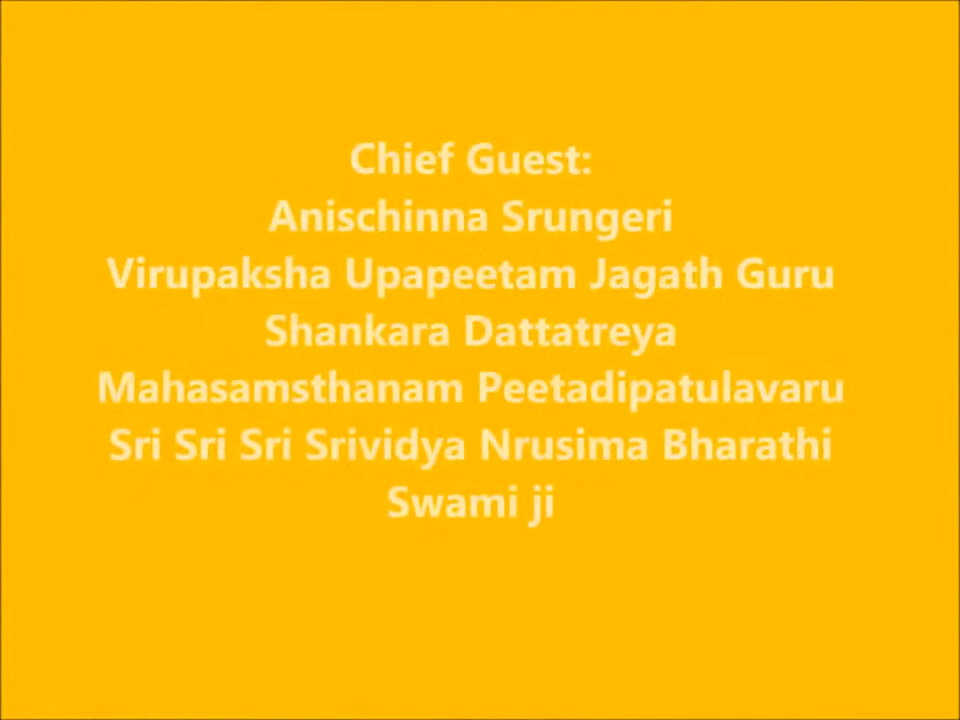 Chief Guest:
Anischinna Srungeri
Virupaksha Upapeetam Jagath Guru
Shankara Dattatreya
Mahasamsthanam Peetadipatulavaru
Sri Sri Sri Srividya Nrusima Bharathi
Swami ji